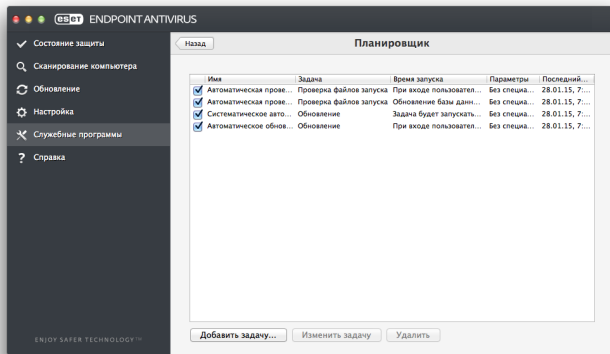 eset ENDPOINT ANTIVIRUS
Состояние защиты
Сканирование компьютера
Обновление
Настройка
Служебные программы
? Справка
ENJOY SAFER TECHNOLOGY™
Назад
Планировщик
Имя Задача Время запуска Параметры Последний...
Автоматическая прове... Проверка файлов запуска При входе пользовател... Без специа... 28.01.15, 7:...
Автоматическая прове... Проверка файлов запуска Обновление базы данн... Без специа... 28.01.15, 7:...
Систематическое авто... Обновление Задача будет запускать... Без специа... 28.01.15, 7:...
Автоматическое обнов... Обновление При входе пользовател... Без специа... 28.01.15, 7:...
Добавить задачу... Изменить задачу Удалить